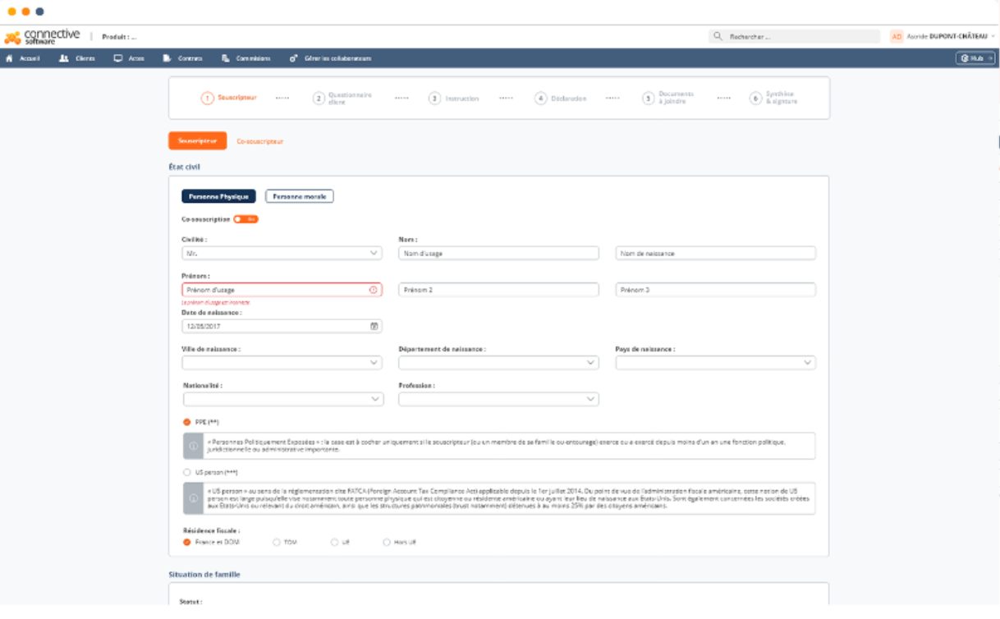 connective
software
Produit : ...
Rechercher ...
AD
DUPONT-CHÂTEAU
Accueil
Clients
Actes
Contrats
Commisions
Gérer les collaborateurs
Hub
1 Souscripteur
2 Questionnaire
client
3 Instruction
4 Déclaration
5 Documents
à joindre
6 Synthèse
& signture
Souscripteur
Co-souscripteur
État civil
Personne Physique
Personne morale
Co-souscription
Civilité :
Nom :
Mr.
Nom d'usage
Nom de naissance
Prénom :
Prénom d'usage
Prénom 2
Prénom 3
Le prénom d'usage est incorrecte.
Date de naissance :
12/05/2017
Ville de naissance :
Département de naissance :
Pays de naissance :
Nationalité :
Profession :
PPE (**)
« Personnes Politiquement Exposées » : la case est à cocher uniquement si le souscripteur (ou un membre de sa famille ou entourage) exerce ou a exercé depuis moins d'un an une fonction politique,
juridictionnelle ou administrative importante.
US person (***)
« US person » au sens de la réglementation dite FATCA (Foreign Account Tax Compliance Act) applicable depuis le 1er juillet 2014. Du point de vue de l'administration fiscale américaine, cette notion de US
person est large puisqu'elle vise notamment toute personne physique qui est citoyenne ou résidente américaine ou ayant leur lieu de naissance aux Etats-Unis. Sont également concernées les sociétés créées
aux Etats-Unis ou relevant du droit américain, ainsi que les structures patrimoniales (trust notamment) détenues à au moins 25% par des citoyens américains.
Résidence fiscale :
France et DOM
TOM
UE
Hors UE
Situation de famille
Statut :